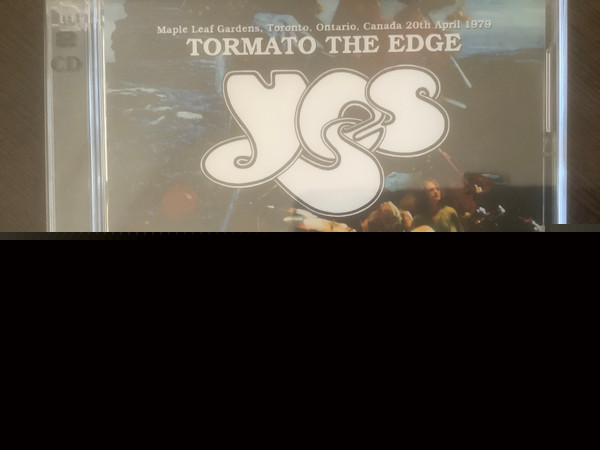 Maple Leaf Gardens, Toronto, Ontario, Canada 20th April 1979
TORMATO THE EDGE
yes
CD